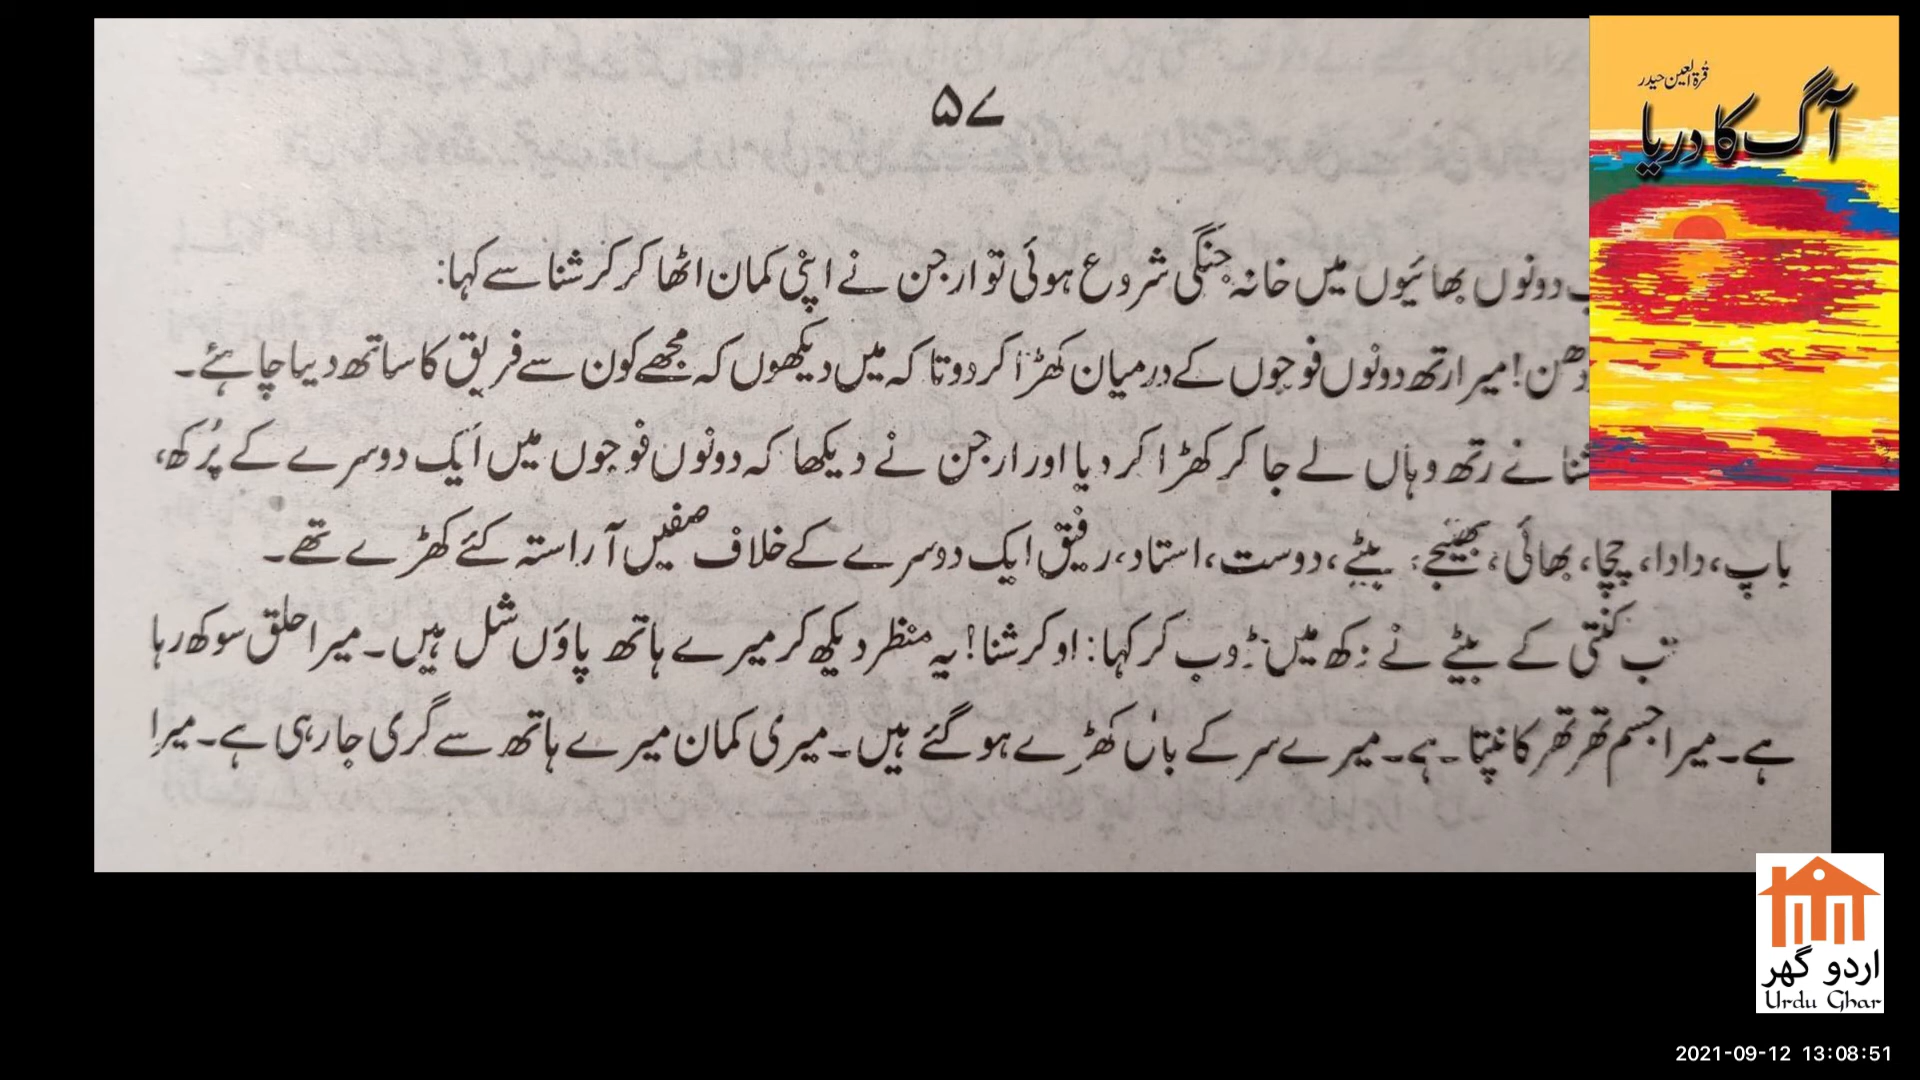 ۵۷
دونوں بھائیوں میں خانہ جنگی شروع ہوئی تو ارجن نے اپنی کمان اٹھا کر کرشنا سے کہا:
میرا رتھ دونوں فوجوں کے درمیان کھڑا کر دو تا کہ میں دیکھوں کہ مجھے کون سے فریق کا ساتھ دینا چاہئے۔
نے رتھ وہاں لے جا کر کھڑا کر دیا اور ارجن نے دیکھا کہ دونوں فوجوں میں ایک دوسرے کے پُرکھ،
باپ، دادا، چچا، بھائی، بھتیجے، بیٹے، دوست، استاد، رفیق ایک دوسرے کے خلاف صفیں آراستہ کئے کھڑے تھے۔
تب کنتی کے بیٹے نے دکھ میں ڈوب کر کہا: او کرشنا! یہ منظر دیکھ کر میرے ہاتھ پاؤں شل ہیں۔ میرا حلق سوکھ رہا
ہے۔ میرا جسم تھر تھر کانپتا ہے۔ میرے سر کے بال کھڑے ہو گئے ہیں۔ میری کمان میرے ہاتھ سے گری جا رہی ہے۔ میرا
قرۃ العین حیدر
آگ کا دریا
اردو گھر
Urdu Ghar
2021-09-12 13:08:51